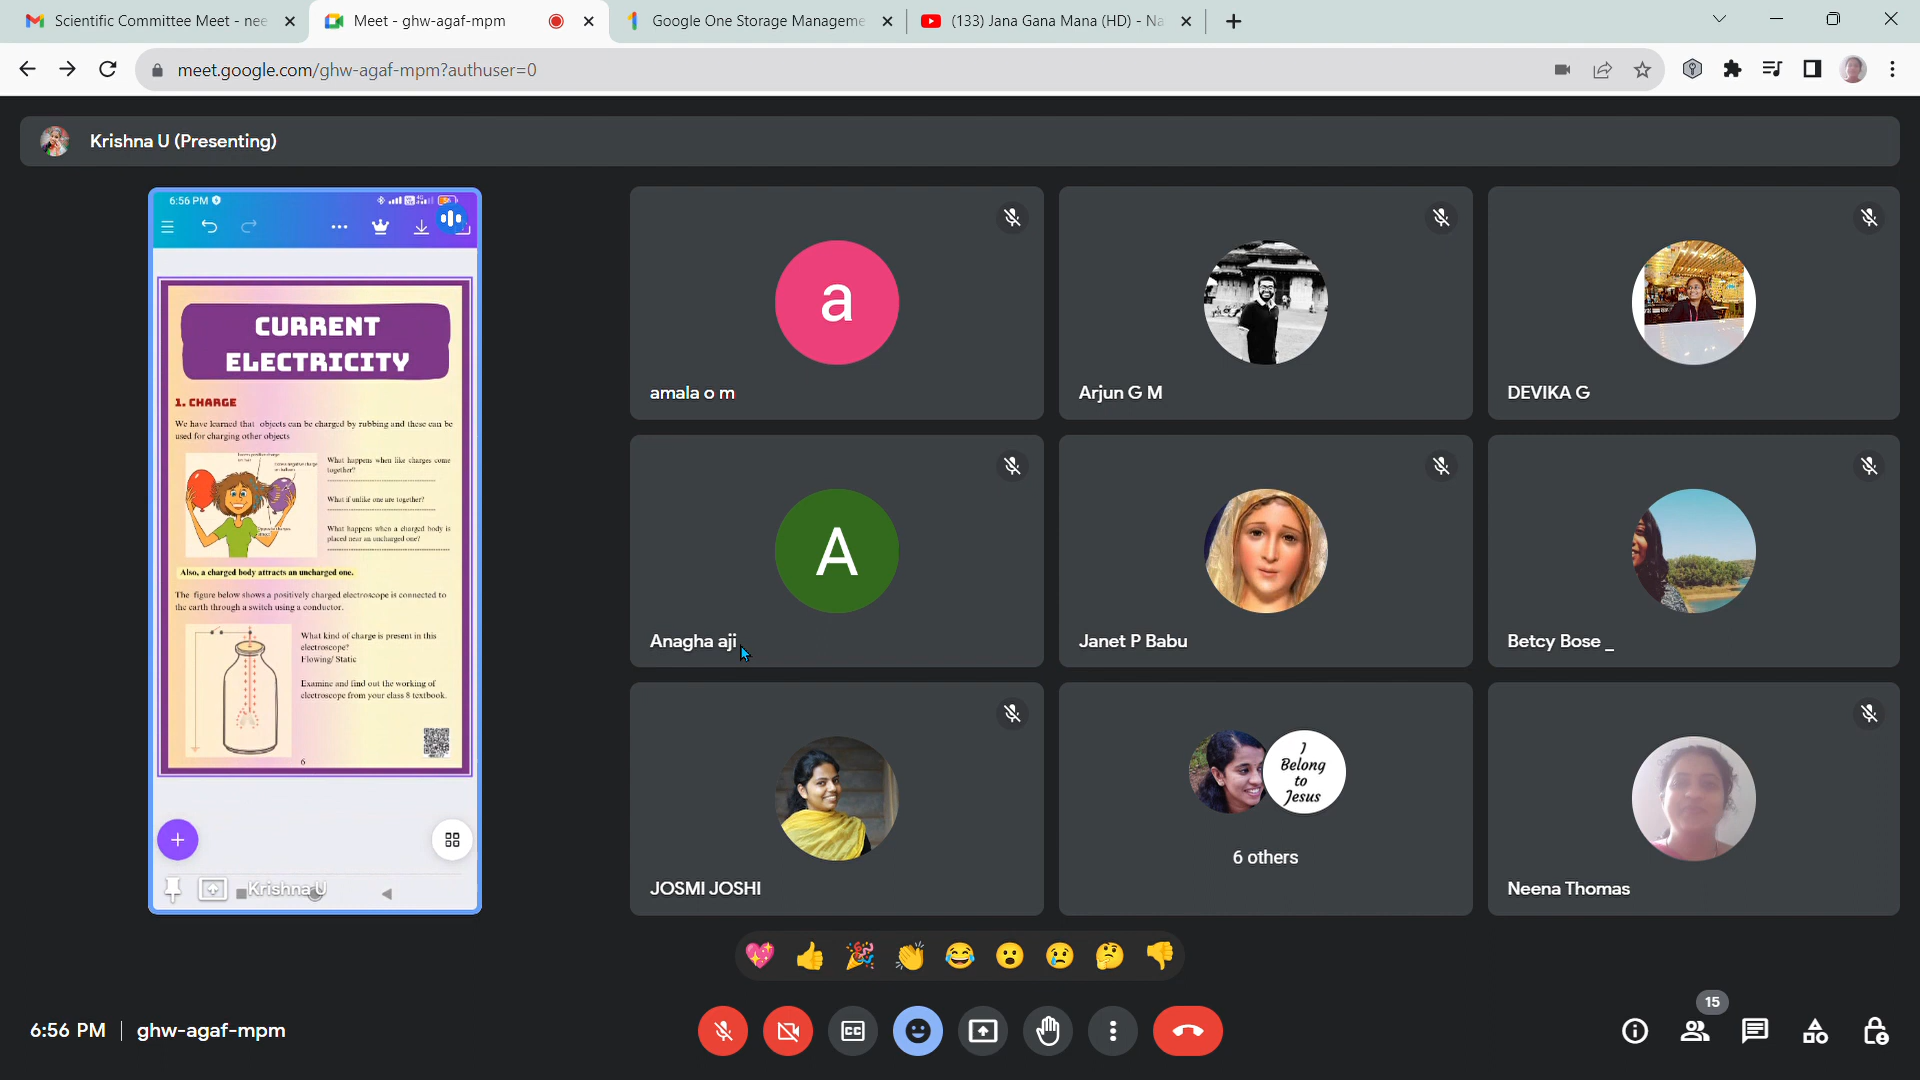 Scientific Committee Meet - nee
Meet - ghw-agaf-mpm
Google One Storage Manageme
(133) Jana Gana Mana (HD) - Na
meet.google.com/ghw-agaf-mpm?authuser=0
Krishna U (Presenting)
6:56 PM
CURRENT
ELECTRICITY
1. CHARGE
We have learned that objects can be charged by rubbing and these can be
used for charging other objects
What happens when like charges come
together?
What if unlike one are together?
What happens when a charged body is
placed near an uncharged one?
Also, a charged body attracts an uncharged one.
The figure below shows a positively charged electroscope is connected to
the earth through a switch using a conductor.
What kind of charge is present in this
electroscope?
Flowing/ Static
Examine and find out the working of
electroscope from your class 8 textbook.
6
Krishna U
a
amala o m
Arjun G M
DEVIKA G
A
Anagha aji
Janet P Babu
Betcy Bose _
JOSMI JOSHI
I
Belong
to
Jesus
6 others
Neena Thomas
6:56 PM | ghw-agaf-mpm
CC
15